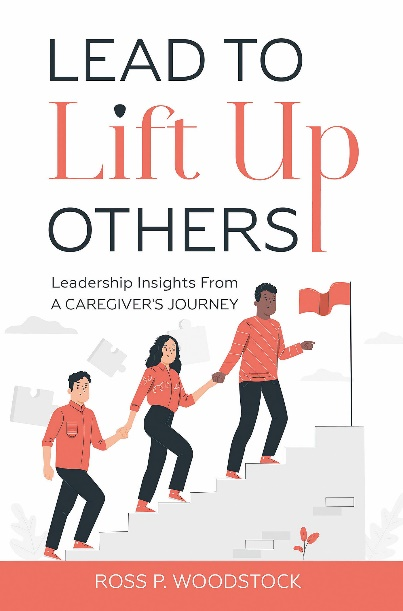 LEAD TO
Lift Up
OTHERS
Leadership Insights From
A CAREGIVER'S JOURNEY
ROSS P. WOODSTOCK